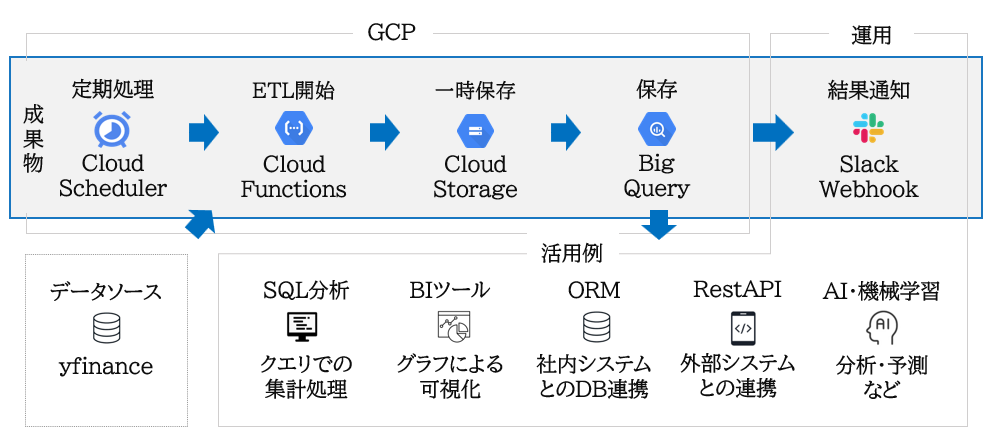 GCP
運用
成果物
定期処理
Cloud
Scheduler
ETL開始
Cloud
Functions
一時保存
Cloud
Storage
保存
Big
Query
結果通知
Slack
Webhook
データソース
yfinance
活用例
SQL分析
クエリでの
集計処理
BIツール
グラフによる
可視化
ORM
社内システム
とのDB連携
RestAPI
外部システム
との連携
AI・機械学習
AI
分析・予測
など